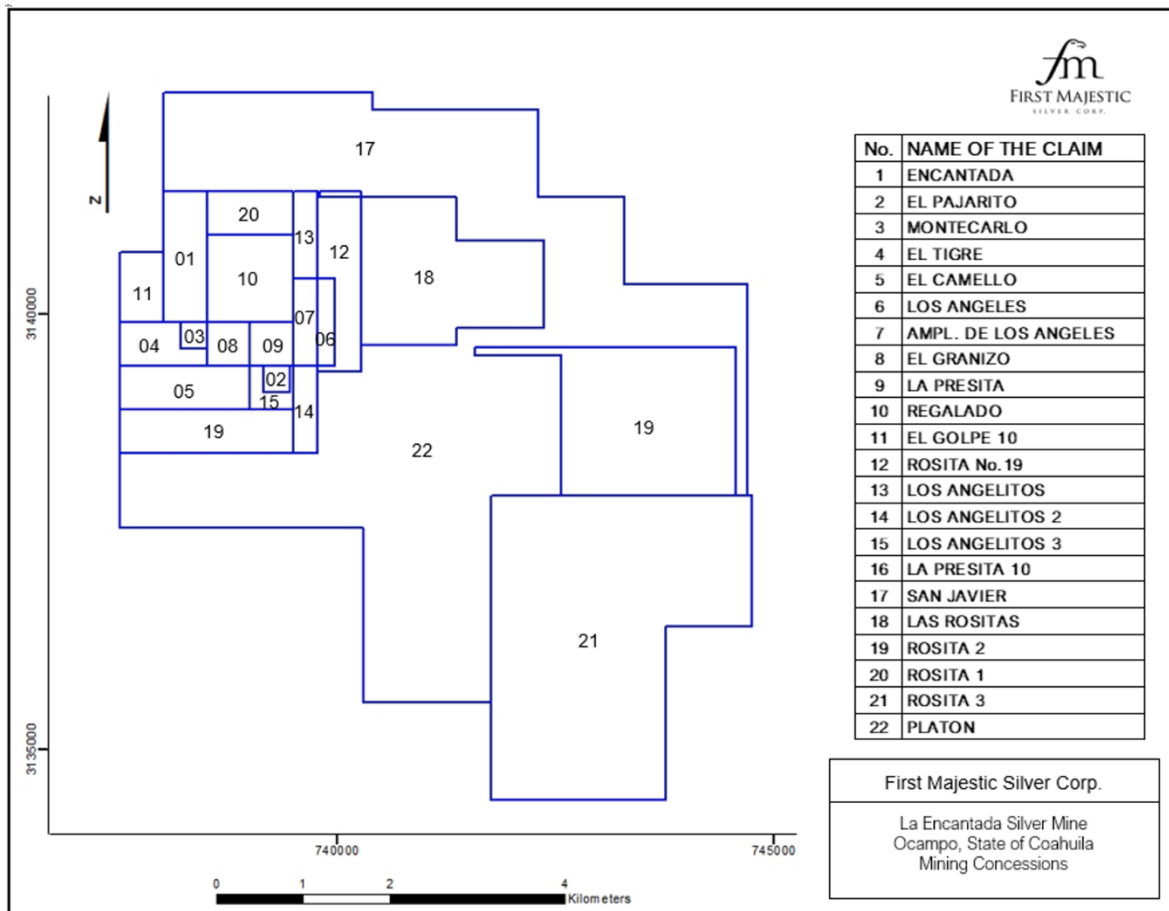 fm
FIRST MAJESTIC
SILVER CORP.
17
20
13
12
01
18
10
11
3140000
07
03
06
04
08
09
02
05
15
14
19
19
22
21
3135000
740000
745000
0 1 2 4
Kilometers
N
No. NAME OF THE CLAIM
1 ENCANTADA
2 EL PAJARITO
3 MONTECARLO
4 EL TIGRE
5 EL CAMELLO
6 LOS ANGELES
7 AMPL. DE LOS ANGELES
8 EL GRANIZO
9 LA PRESITA
10 REGALADO
11 EL GOLPE 10
12 ROSITA No.19
13 LOS ANGELITOS
14 LOS ANGELITOS 2
15 LOS ANGELITOS 3
16 LA PRESITA 10
17 SAN JAVIER
18 LAS ROSITAS
19 ROSITA 2
20 ROSITA 1
21 ROSITA 3
22 PLATON
First Majestic Silver Corp.
La Encantada Silver Mine
Ocampo, State of Coahuila
Mining Concessions